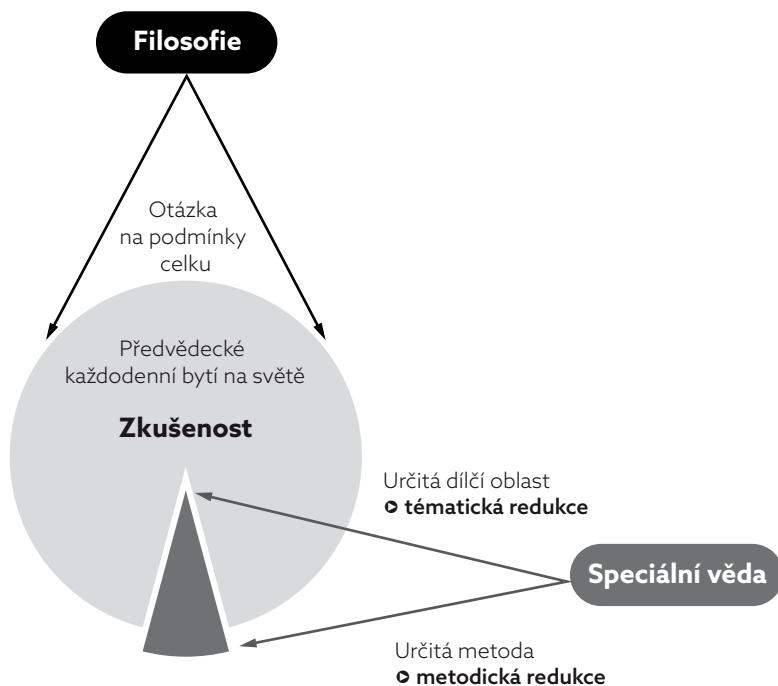 Filosofie
Otázka
na podmínky
celku
Předvědecké
každodenní bytí na světě
Zkušenost
Určitá dílčí oblast
tématická redukce
Speciální věda
Určitá metoda
metodická redukce